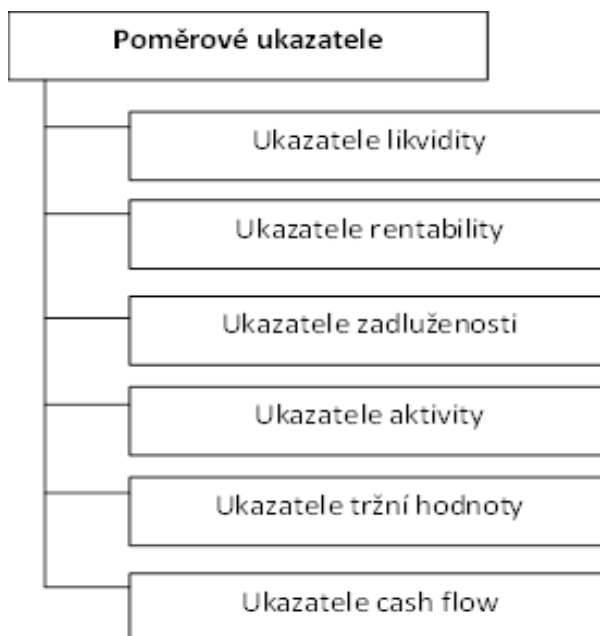 Poměrové ukazatele
Ukazatele likvidity
Ukazatele rentability
Ukazatele zadluženosti
Ukazatele aktivity
Ukazatele tržní hodnoty
Ukazatele cash flow